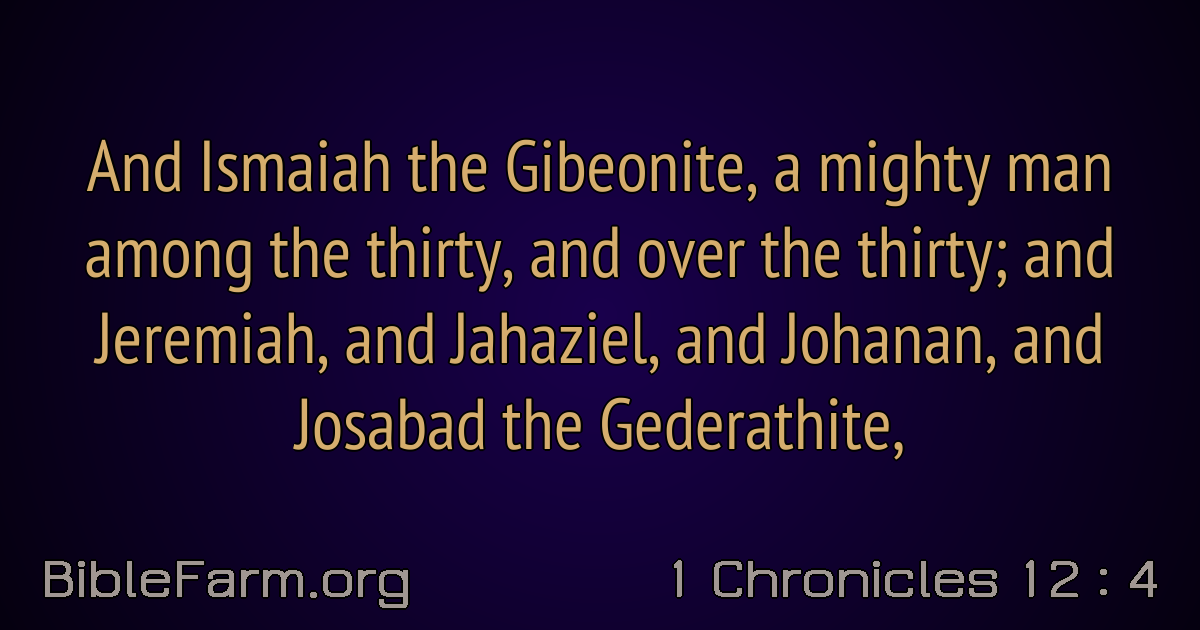 And Ismaiah the Gibeonite, a mighty man
among the thirty, and over the thirty; and
Jeremiah, and Jahaziel, and Johanan, and
Josabad the Gederathite,
BibleFarm.org
1 Chronicles 12 : 4